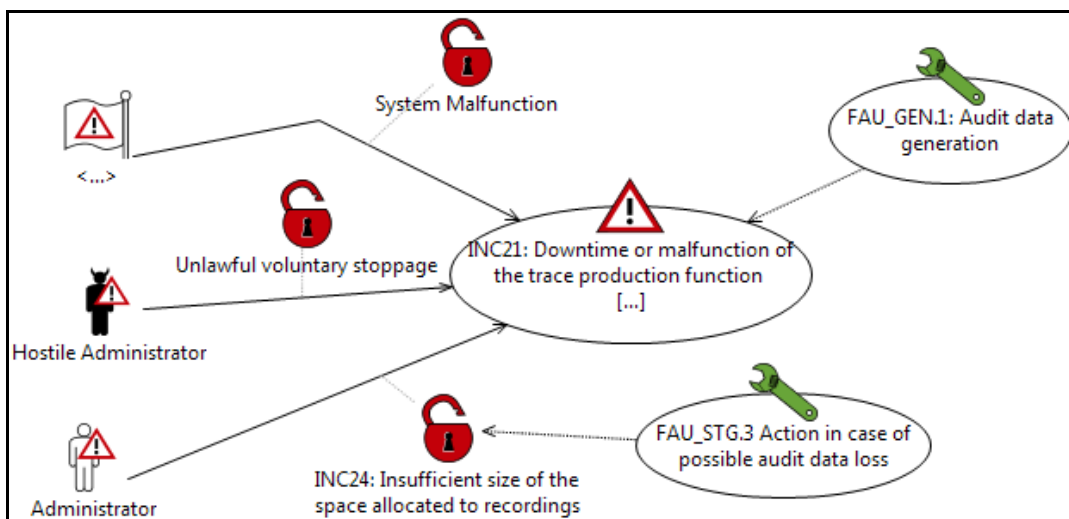 System Malfunction
FAU_GEN.1: Audit data
generation
<...>
INC21: Downtime or malfunction of
the trace production function
[...]
Unlawful voluntary stoppage
Hostile Administrator
FAU_STG.3 Action in case of
possible audit data loss
INC24: Insufficient size of the
space allocated to recordings
Administrator